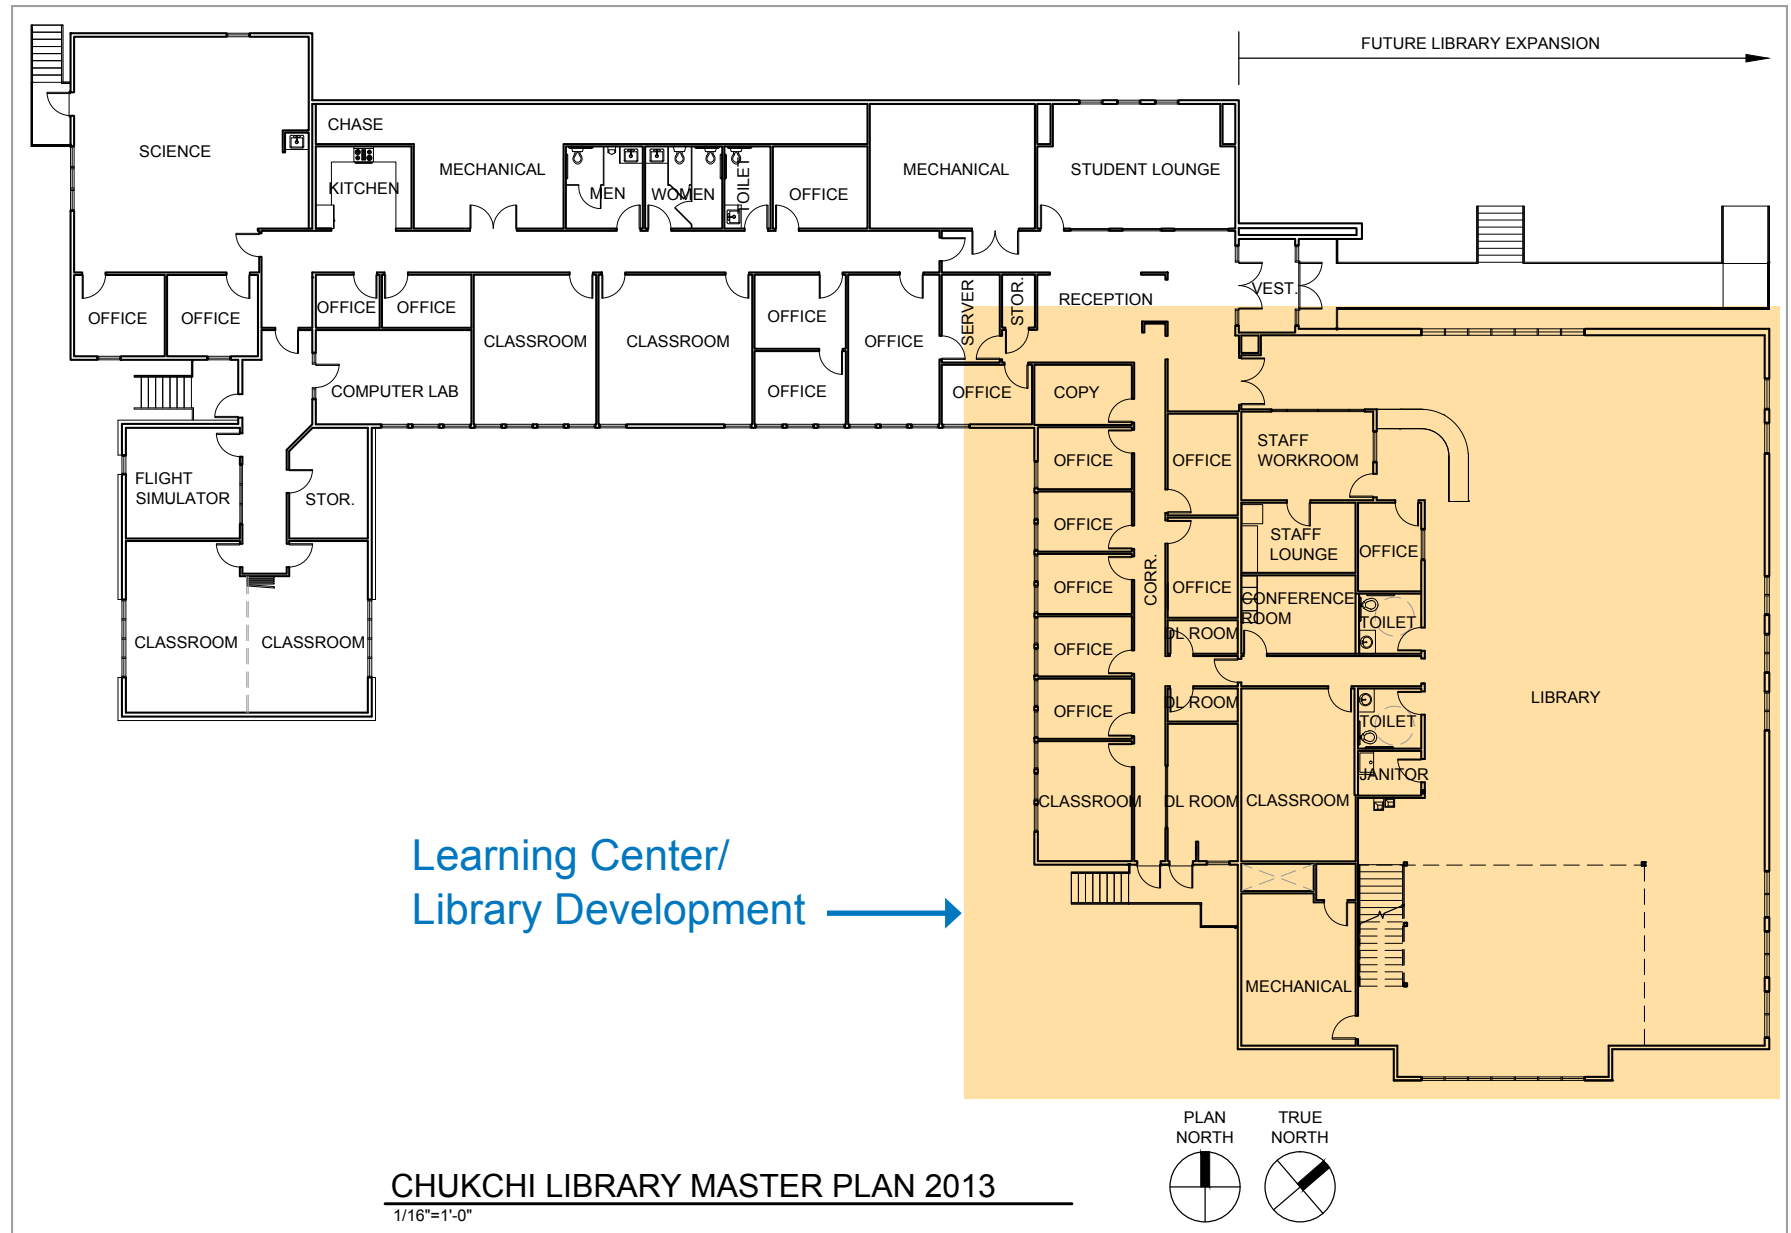 FUTURE LIBRARY EXPANSION
CHASE
SCIENCE
MECHANICAL
KITCHEN
MEN
WOMEN
TOILET
OFFICE
MECHANICAL
STUDENT LOUNGE
OFFICE
OFFICE
OFFICE
OFFICE
CLASSROOM
CLASSROOM
OFFICE
OFFICE
OFFICE
SERVER
STOR.
RECEPTION
VEST.
COMPUTER LAB
OFFICE
COPY
FLIGHT
SIMULATOR
STOR.
CLASSROOM
CLASSROOM
OFFICE
OFFICE
OFFICE
OFFICE
OFFICE
CLASSROOM
CORR.
OFFICE
OFFICE
DL ROOM
DL ROOM
DL ROOM
STAFF
WORKROOM
STAFF
LOUNGE
OFFICE
CONFERENCE
ROOM
TOILET
TOILET
JANITOR
CLASSROOM
LIBRARY
MECHANICAL
Learning Center/
Library Development
PLAN
NORTH
TRUE
NORTH
CHUKCHI LIBRARY MASTER PLAN 2013
1/16"=1'-0"